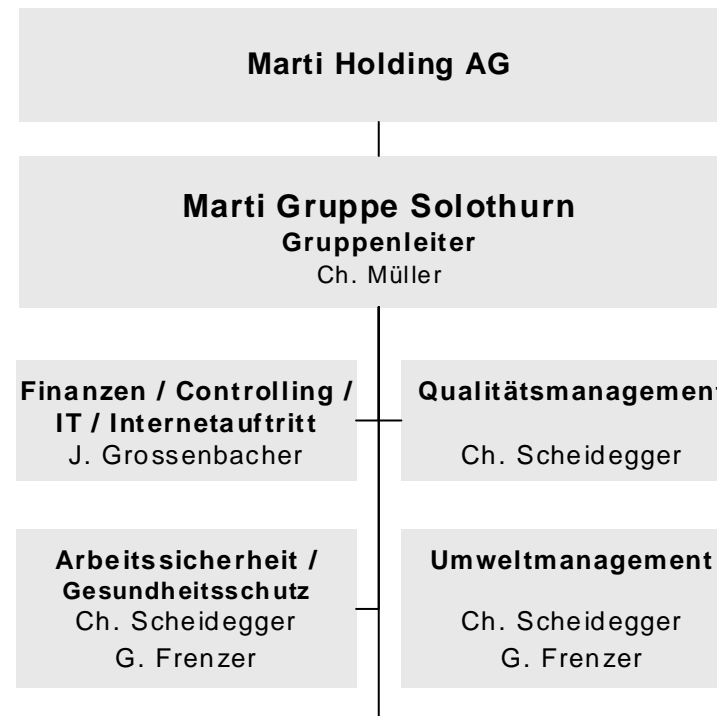 Marti Holding AG
Marti Gruppe Solothurn
Gruppenleiter
Ch. Müller
Finanzen / Controlling /
IT / Internetauftritt
J. Grossenbacher
Qualitätsmanagement
Ch. Scheidegger
Arbeitssicherheit /
Gesundheitsschutz
Ch. Scheidegger
G. Frenzer
Umweltmanagement
Ch. Scheidegger
G. Frenzer